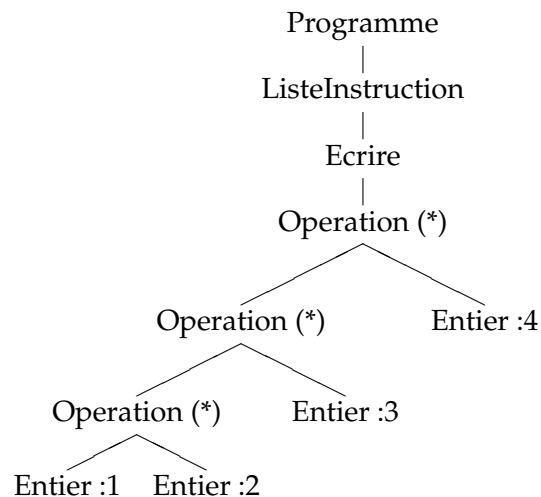 Programme
ListeInstruction
Ecrire
Operation (*)
Operation (*) Entier :4
Operation (*) Entier :3
Entier :1 Entier :2